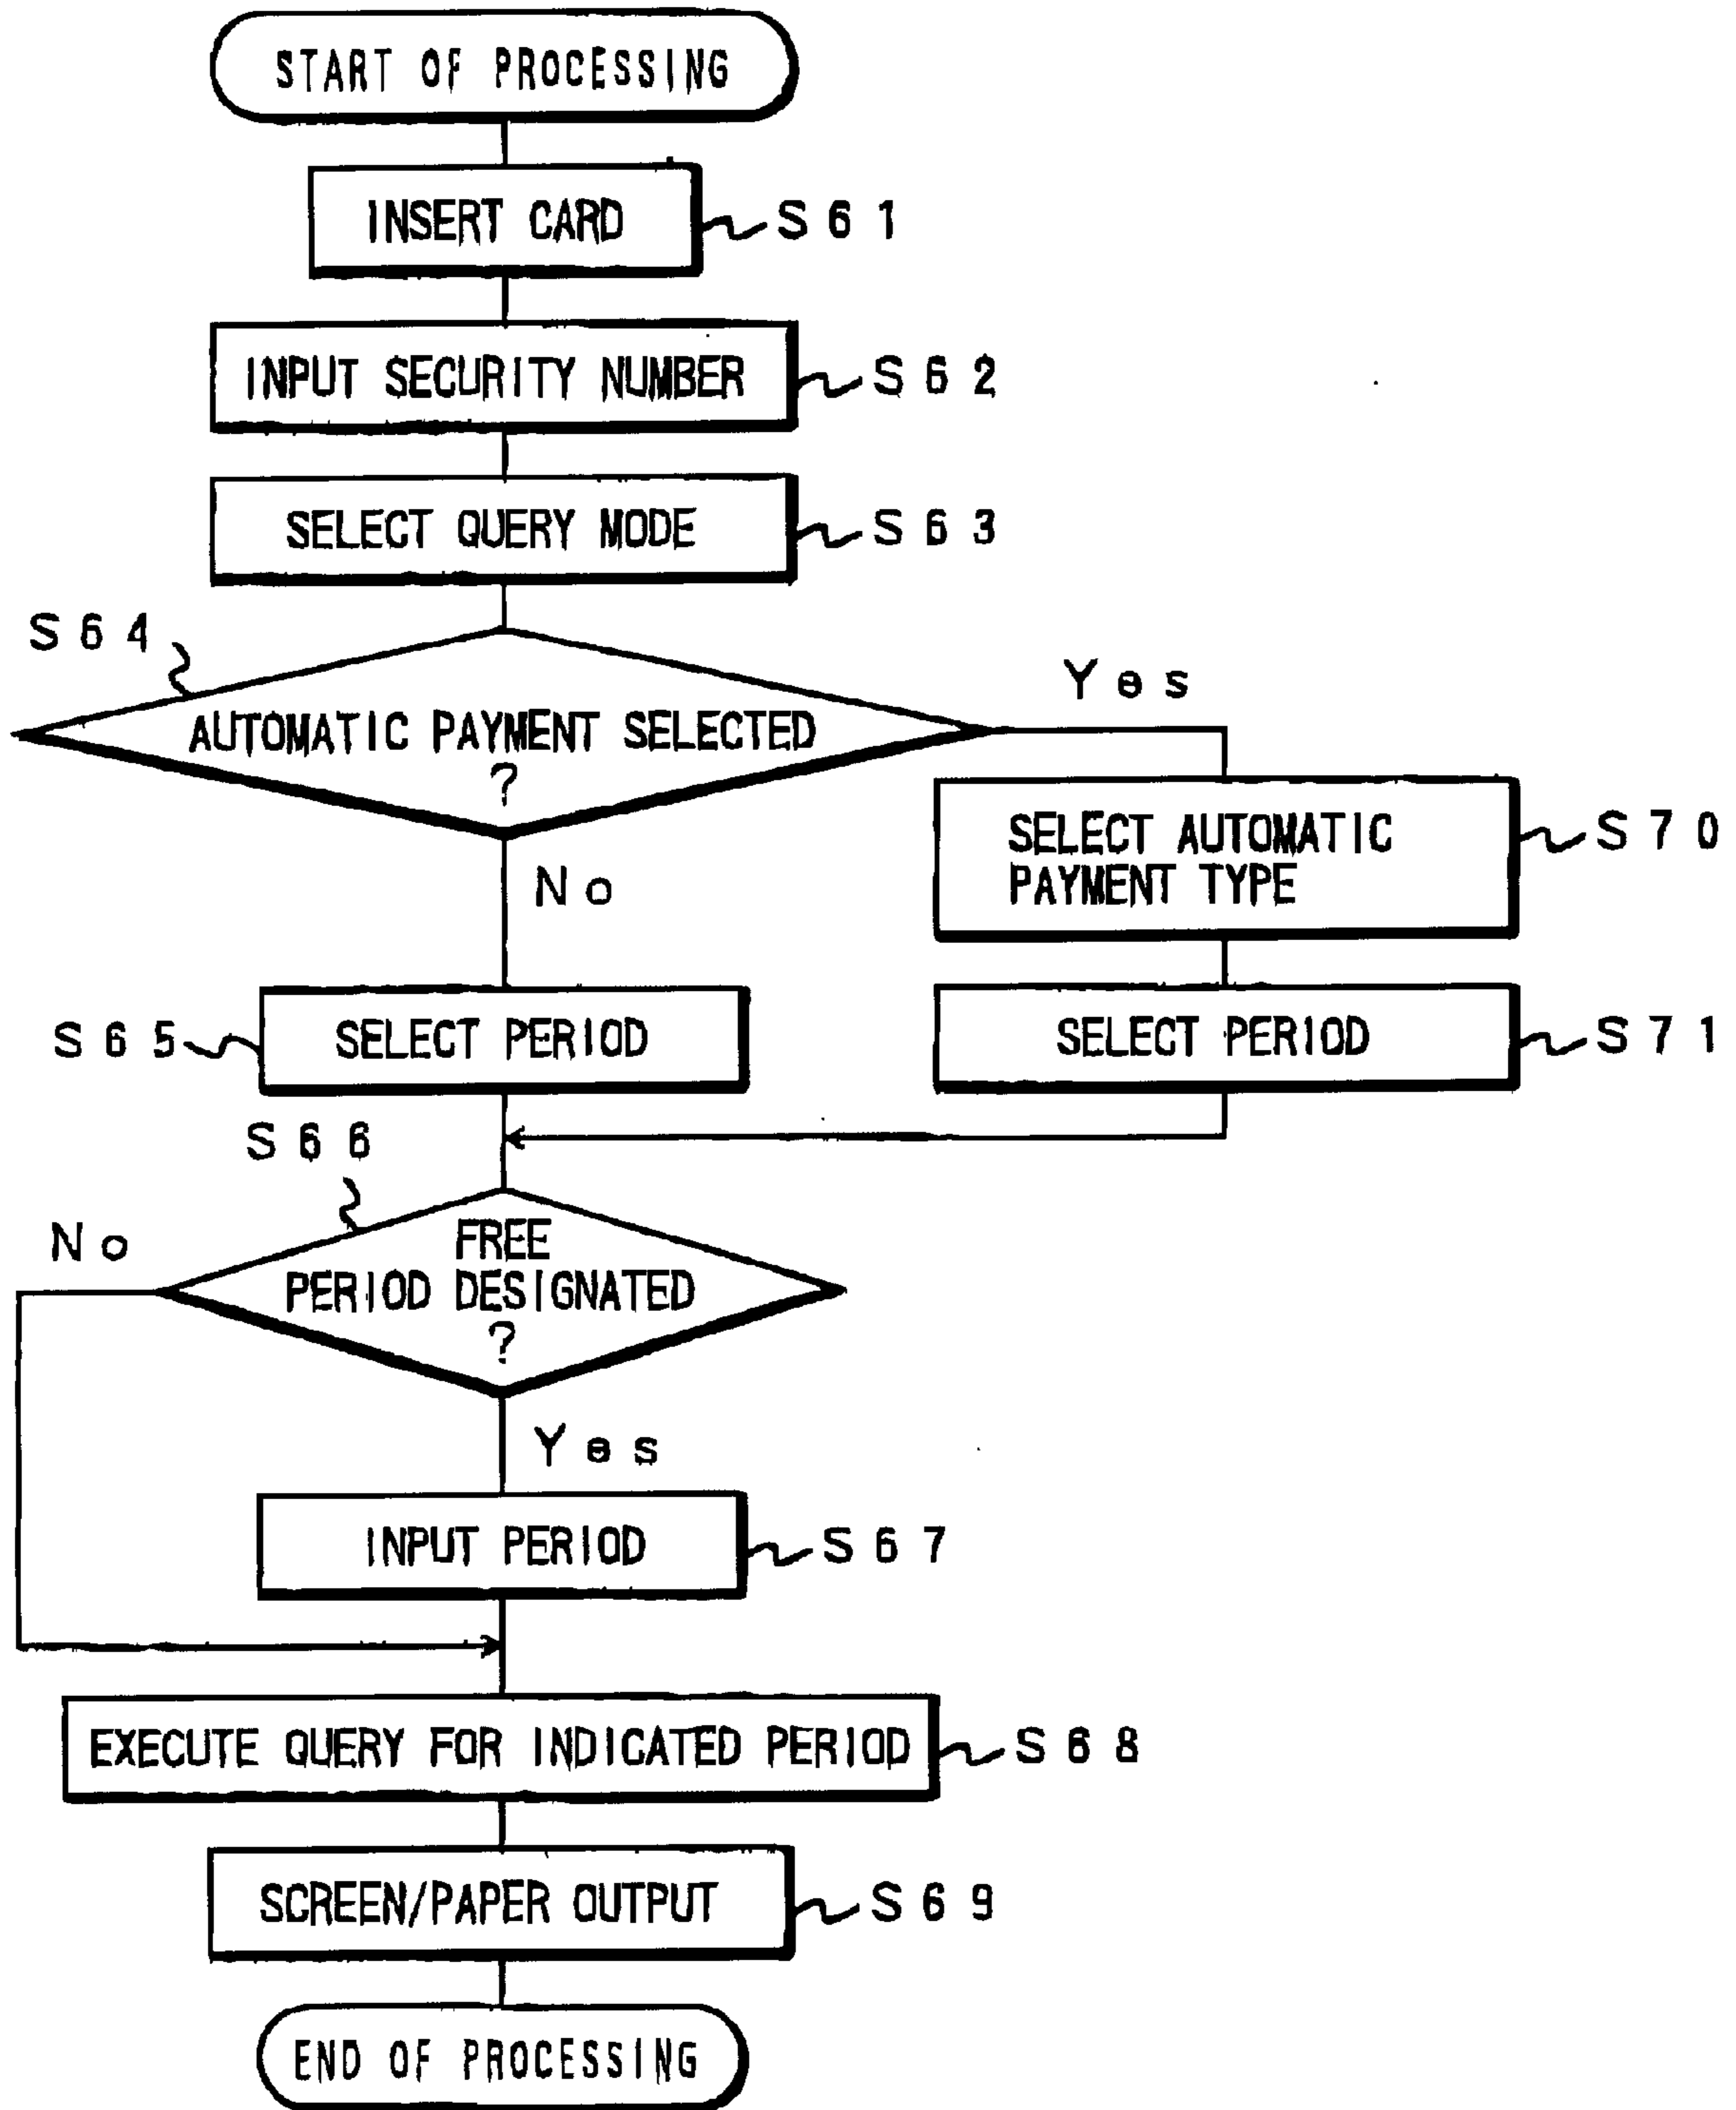 START OF PROCESSING
INSERT CARD
S61
INPUT SECURITY NUMBER
S62
SELECT QUERY MODE
S63
S64
AUTOMATIC PAYMENT SELECTED
?
Yes
No
SELECT AUTOMATIC
PAYMENT TYPE
S70
S65
SELECT PERIOD
SELECT PERIOD
S71
S66
No
FREE
PERIOD DESIGNATED
?
Yes
INPUT PERIOD
S67
EXECUTE QUERY FOR INDICATED PERIOD
S68
SCREEN/PAPER OUTPUT
S69
END OF PROCESSING